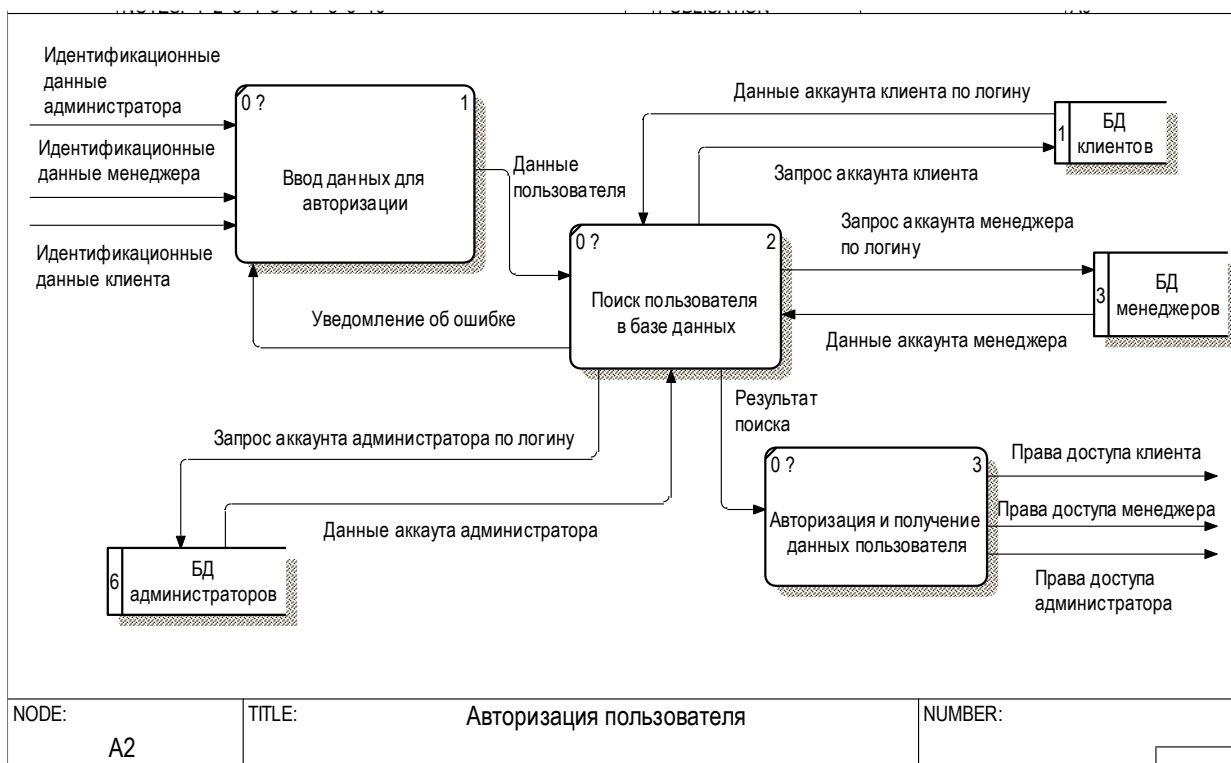 Идентификационные
данные
администратора
Идентификационные
данные менеджера
Идентификационные
данные клиента
0 ? 1
Ввод данных для
авторизации
Данные
пользователя
Уведомление об ошибке
Данные аккаунта клиента по логину
1
БД
клиентов
Запрос аккаунта клиента
0 ? 2
Поиск пользователя
в базе данных
Запрос аккаунта менеджера
по логину
3
БД
менеджеров
Данные аккаунта менеджера
Результат
поиска
Запрос аккаунта администратора по логину
Данные аккаута администратора
6
БД
администраторов
0 ? 3
Авторизация и получение
данных пользователя
Права доступа клиента
Права доступа менеджера
Права доступа
администратора
NODE:
A2
TITLE:
Авторизация пользователя
NUMBER: